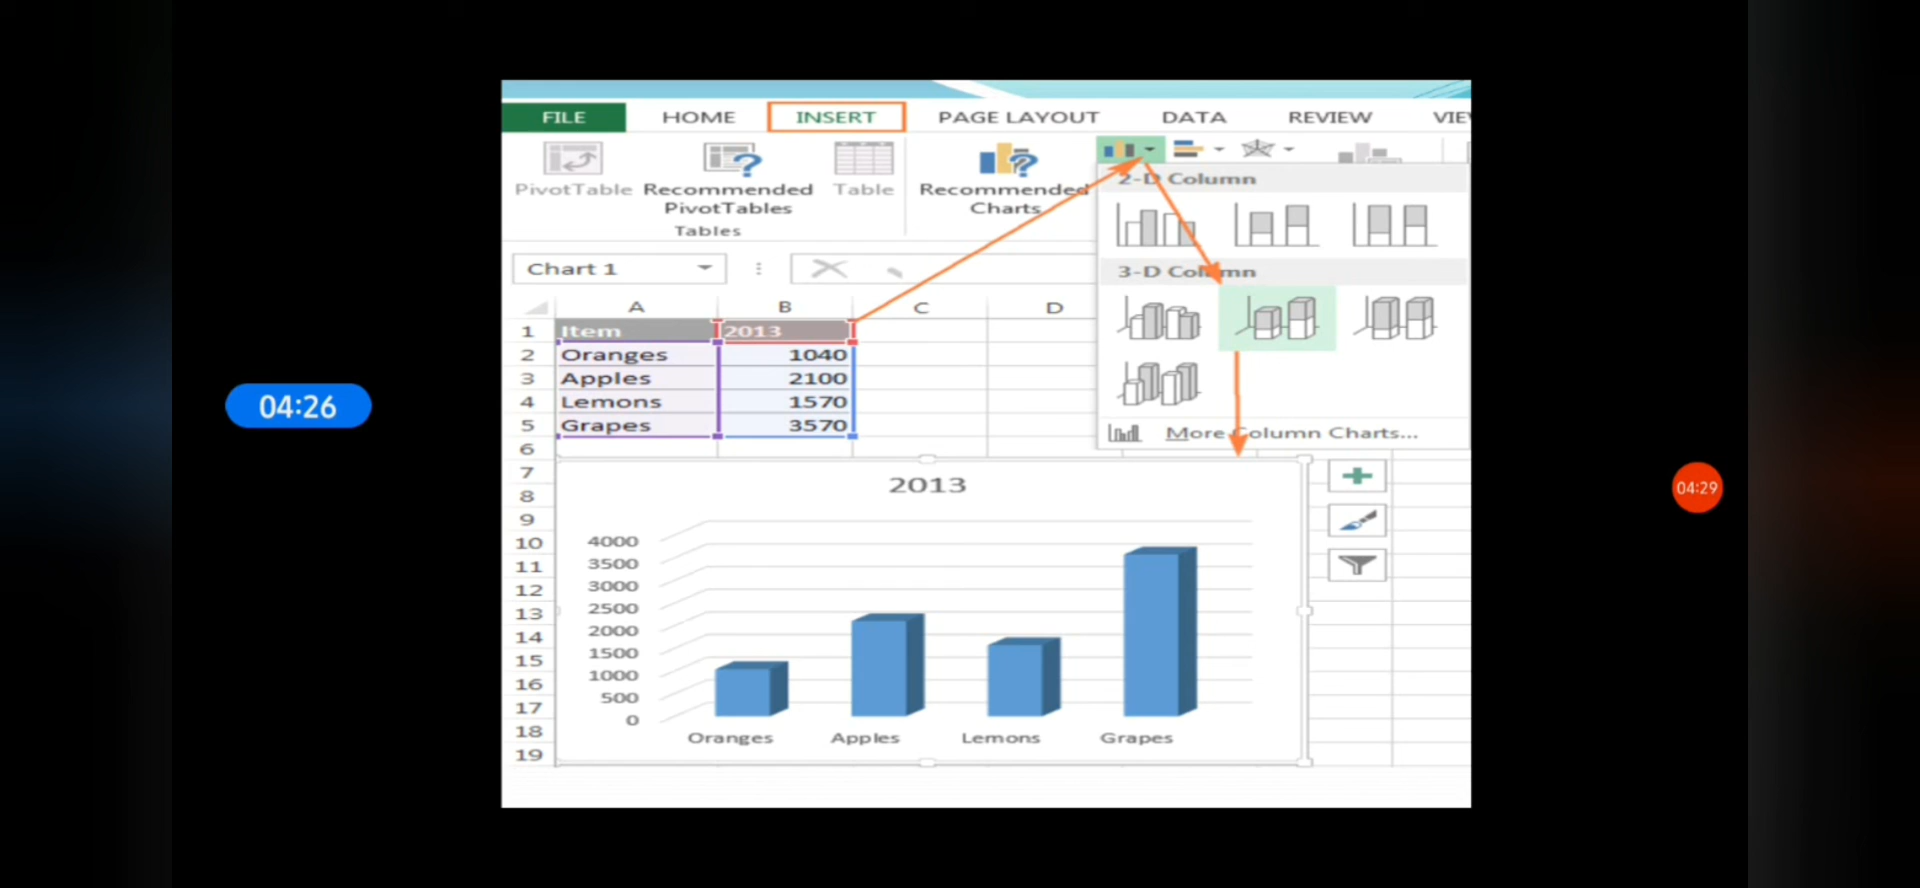 FILE HOME INSERT PAGE LAYOUT DATA REVIEW VIE
PivotTable Recommended PivotTables Table Recommended Charts
Tables
2-D Column
3-D Column
More Column Charts...
Chart 1
A B C D
1 Item 2013
2 Oranges 1040
3 Apples 2100
4 Lemons 1570
5 Grapes 3570
6
7
8
9
10
11
12
13
14
15
16
17
18
19
2013
4000
3500
3000
2500
2000
1500
1000
500
0
Oranges Apples Lemons Grapes
04:26
04:29